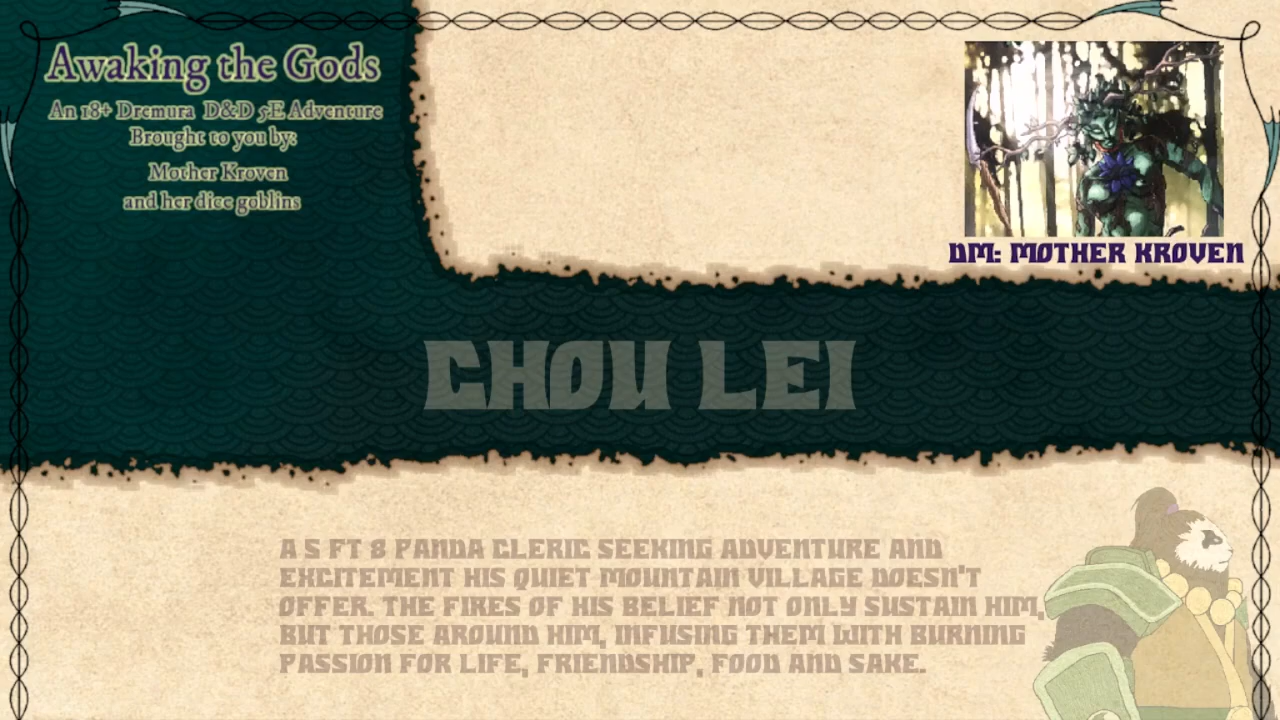 Awaking the Gods
An 18+ Dremura D&D 5E Adventure
Brought to you by:
Mother Kroven
and her dice goblins
DM: MOTHER KROVEN
CHOU LEI
A 5 FT 8 PANDA CLERIC SEEKING ADVENTURE AND
EXCITEMENT HIS QUIET MOUNTAIN VILLAGE DOESN'T
OFFER. THE FIRES OF HIS BELIEF NOT ONLY SUSTAIN HIM,
BUT THOSE AROUND HIM, INFUSING THEM WITH BURNING
PASSION FOR LIFE, FRIENDSHIP, FOOD AND SAKE.